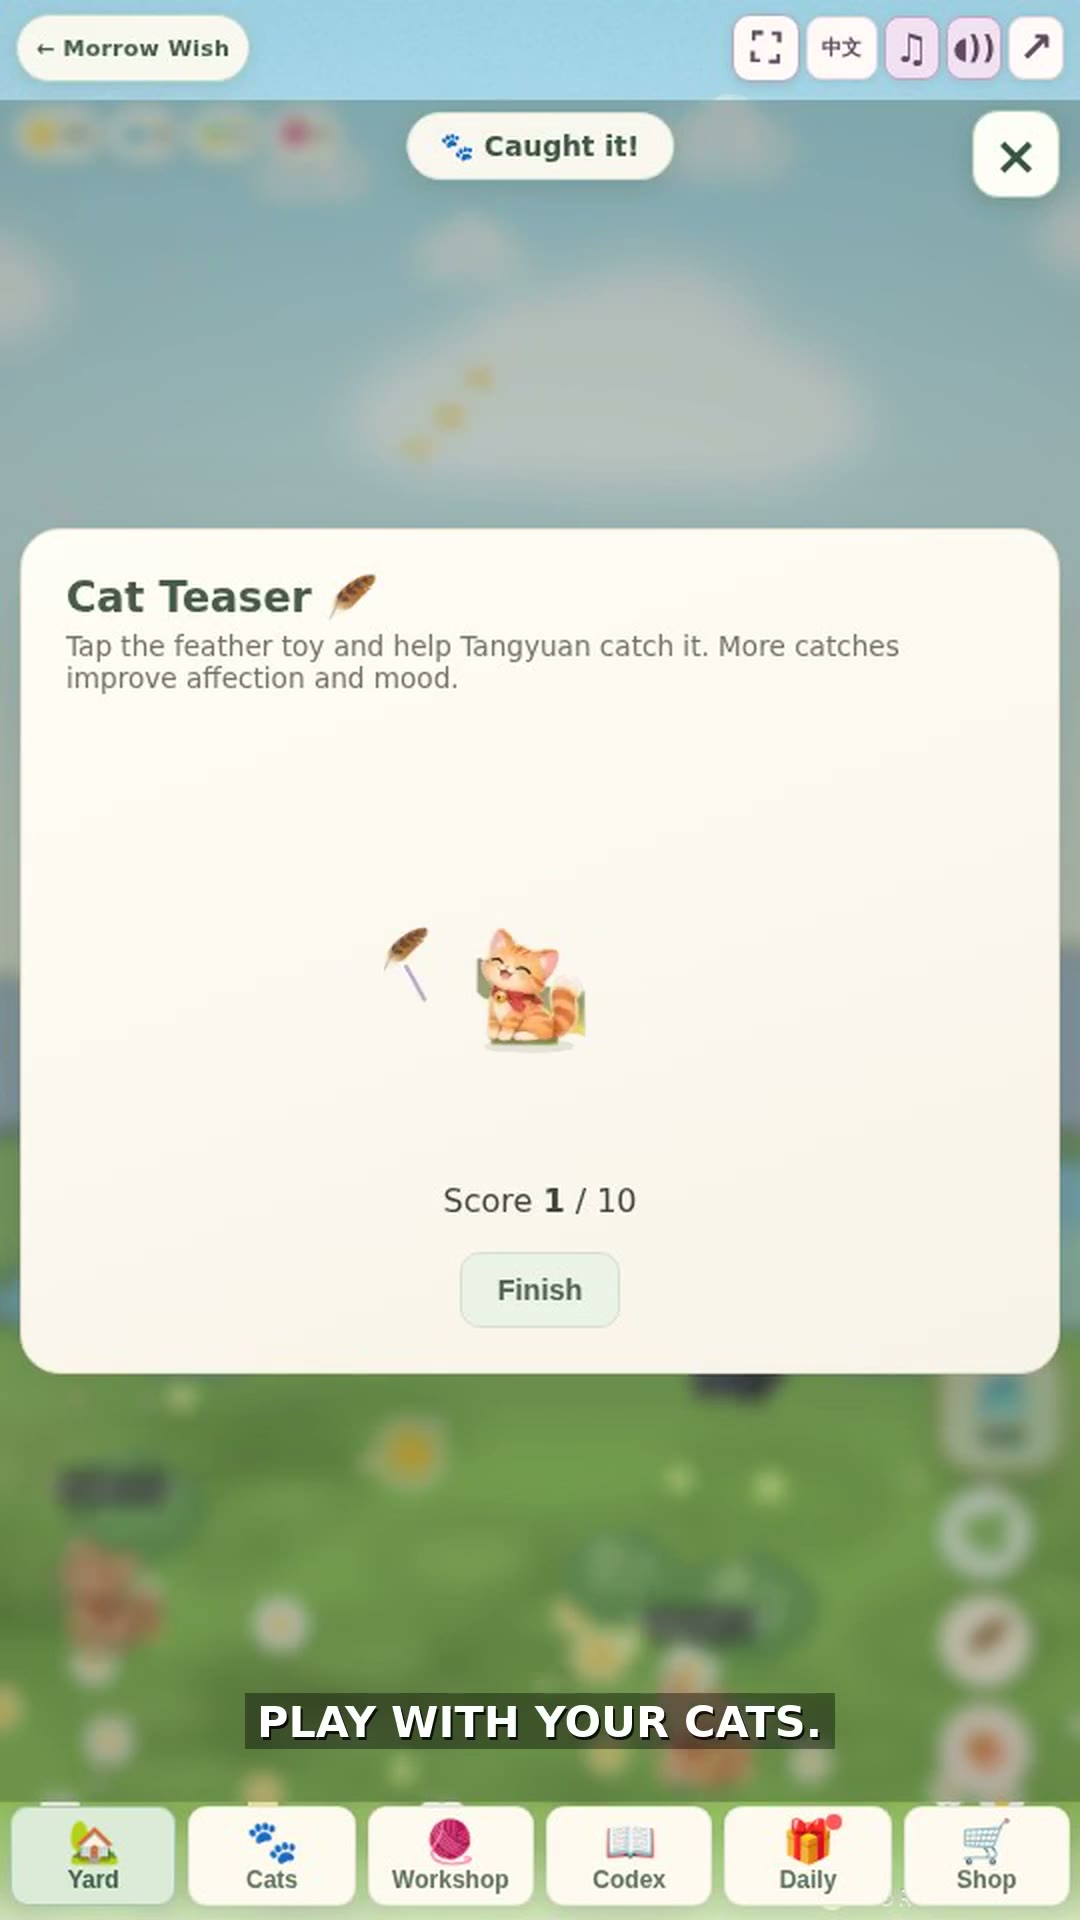 ← Morrow Wish
中文
Caught it!
Cat Teaser
Tap the feather toy and help Tangyuan catch it. More catches
improve affection and mood.
Score 1 / 10
Finish
PLAY WITH YOUR CATS.
Yard
Cats
Workshop
Codex
Daily
Shop